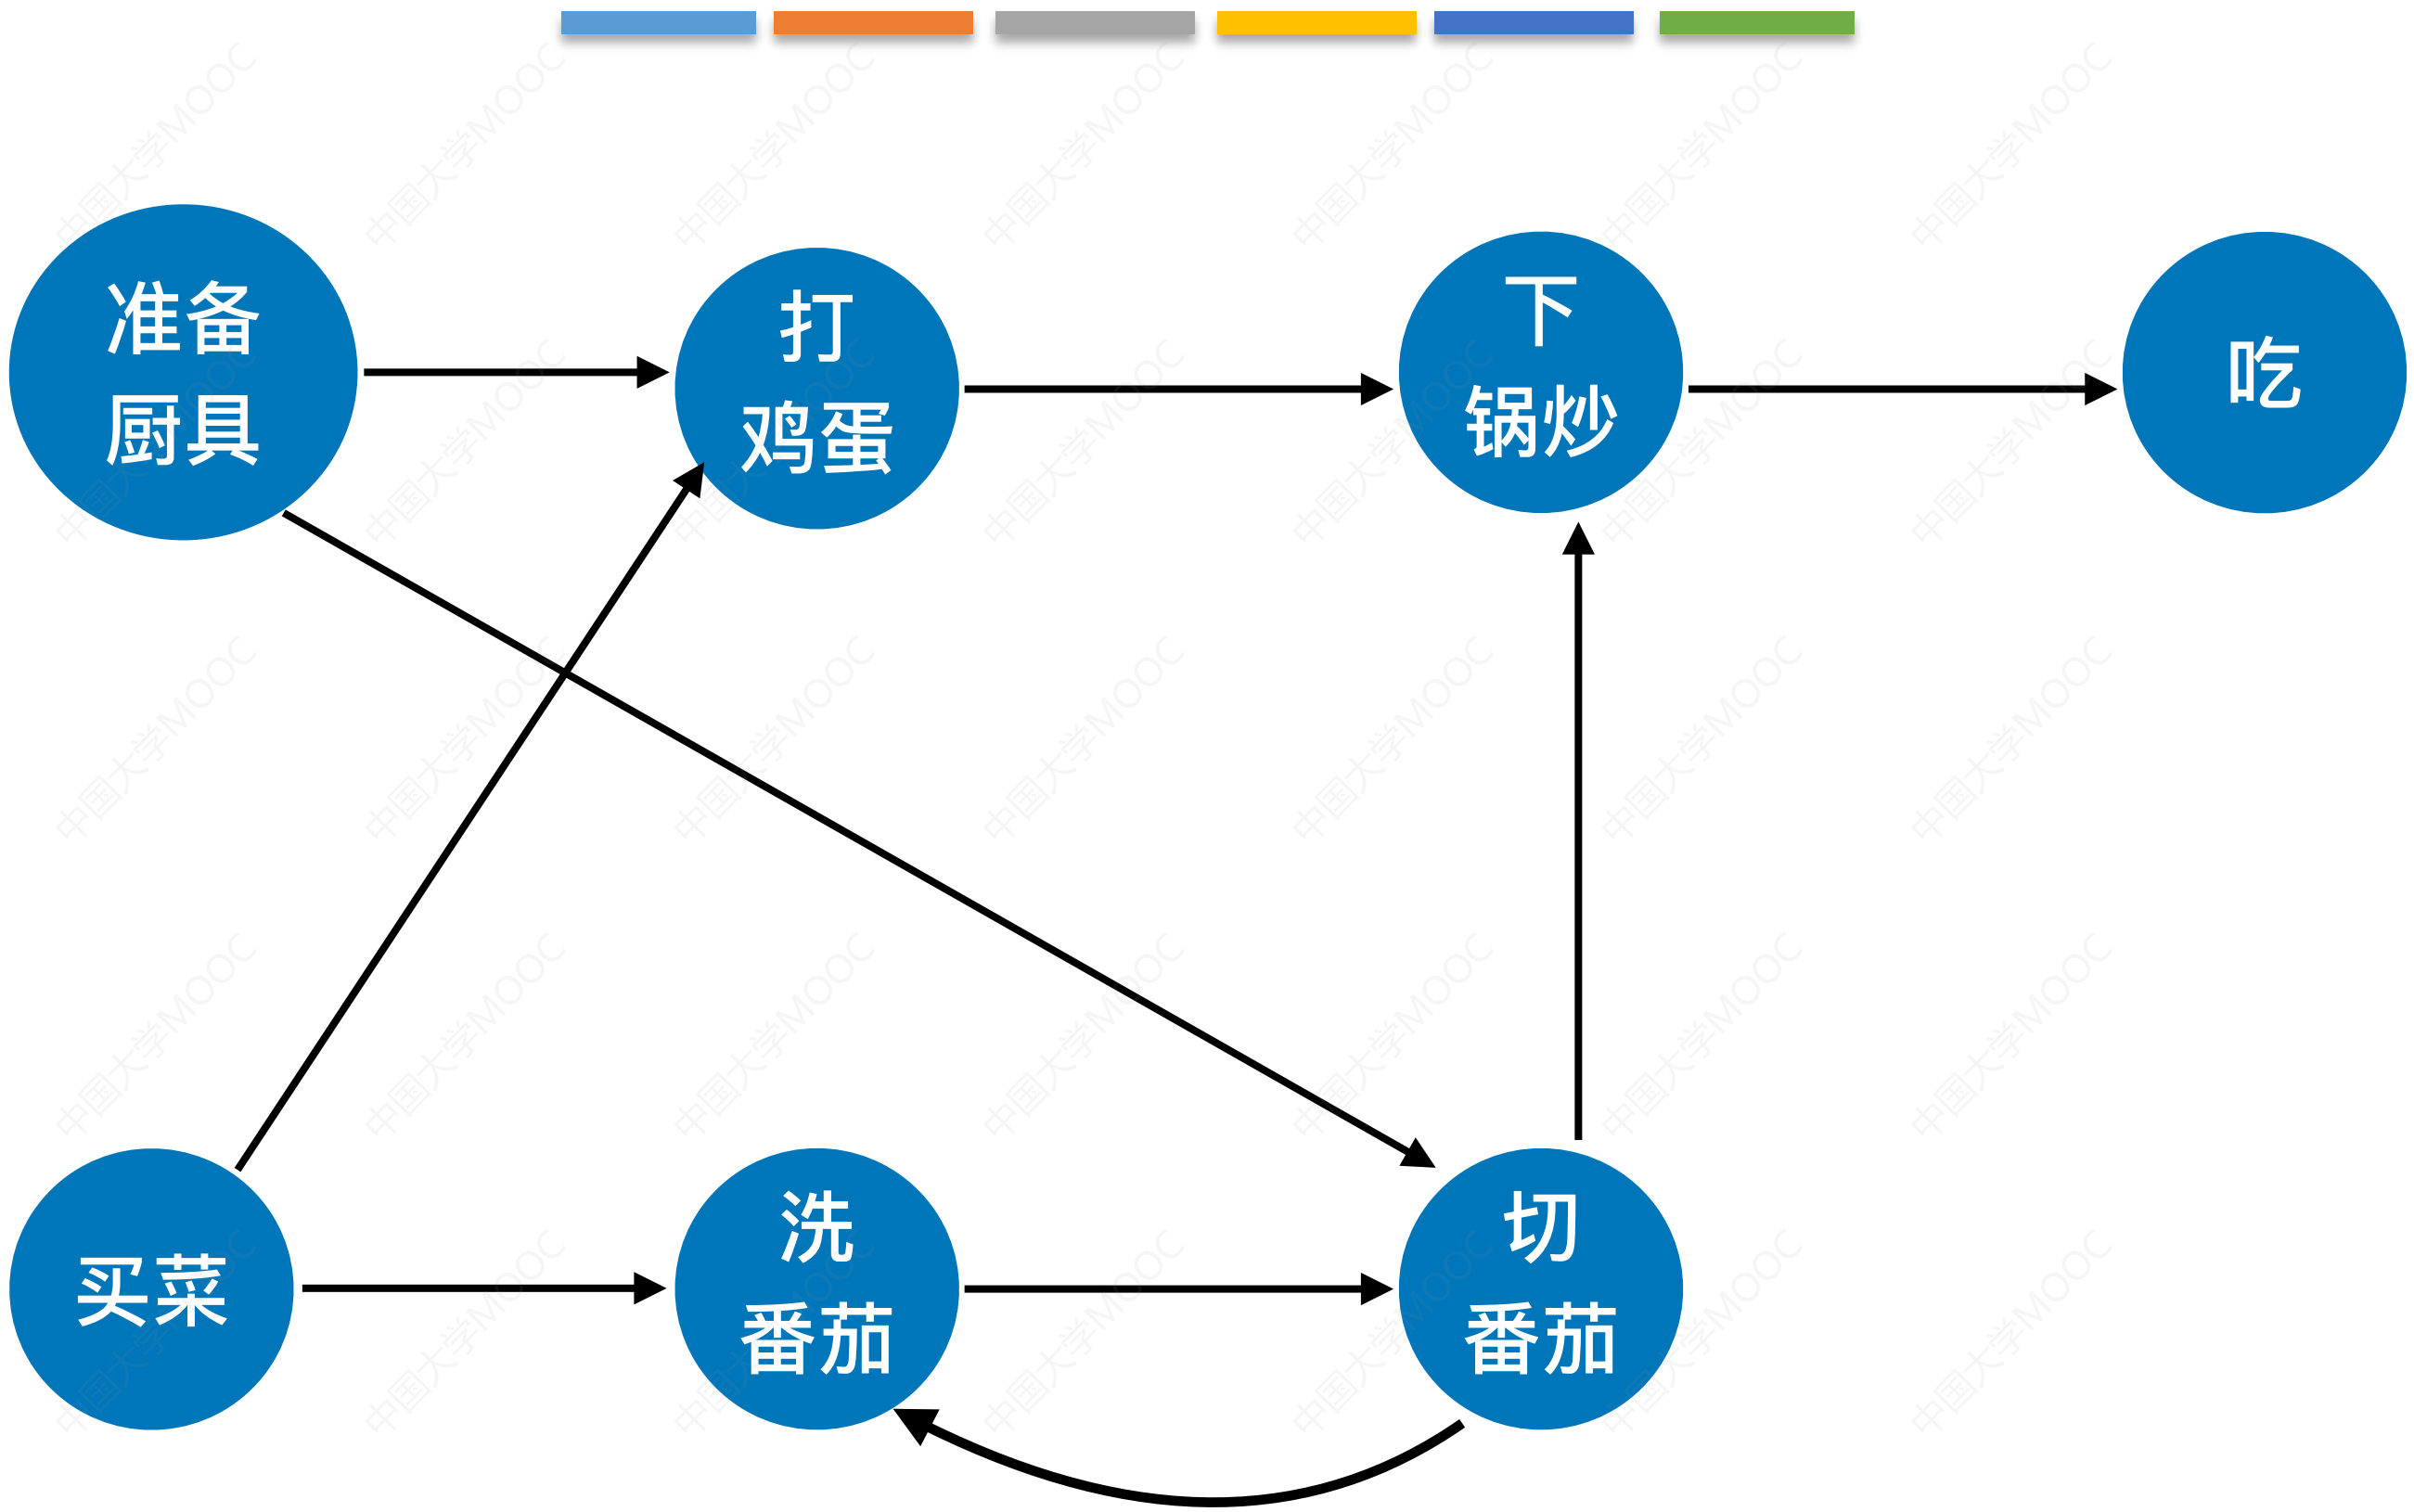 准备
厨具
打
鸡蛋
下
锅炒
吃
买菜
洗
番茄
切
番茄
中国大学MOOC